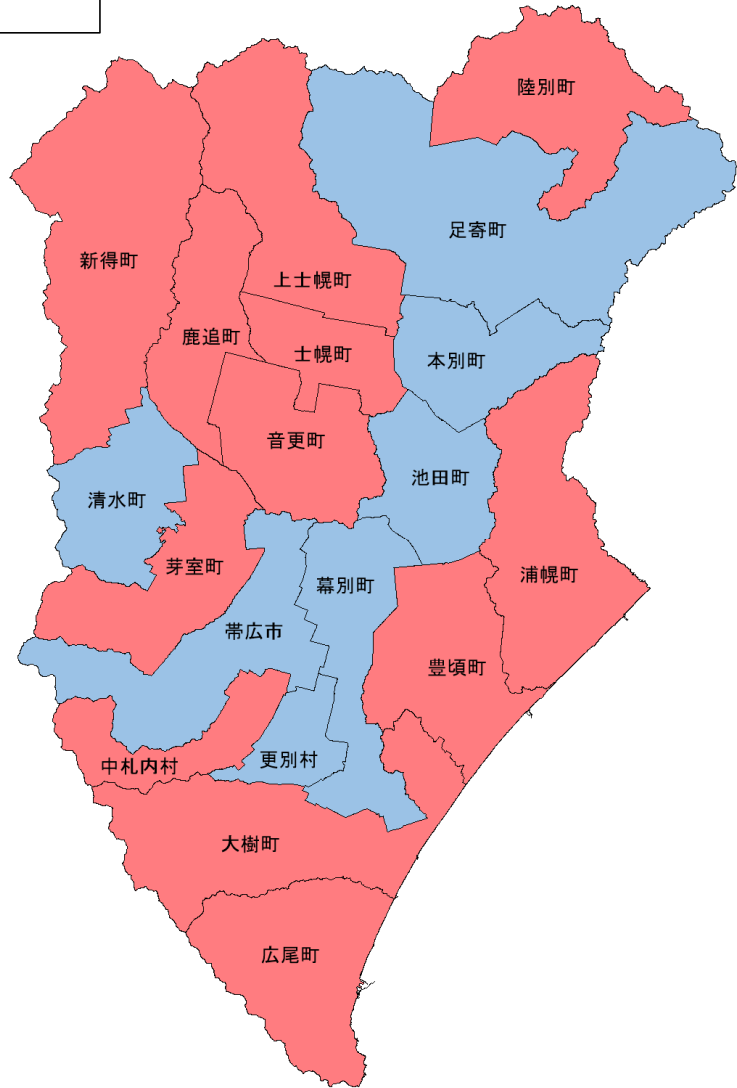 陸別町
足寄町
新得町
上士幌町
鹿追町
士幌町
本別町
音更町
池田町
清水町
芽室町
浦幌町
幕別町
帯広市
豊頃町
更別村
中札内村
大樹町
広尾町